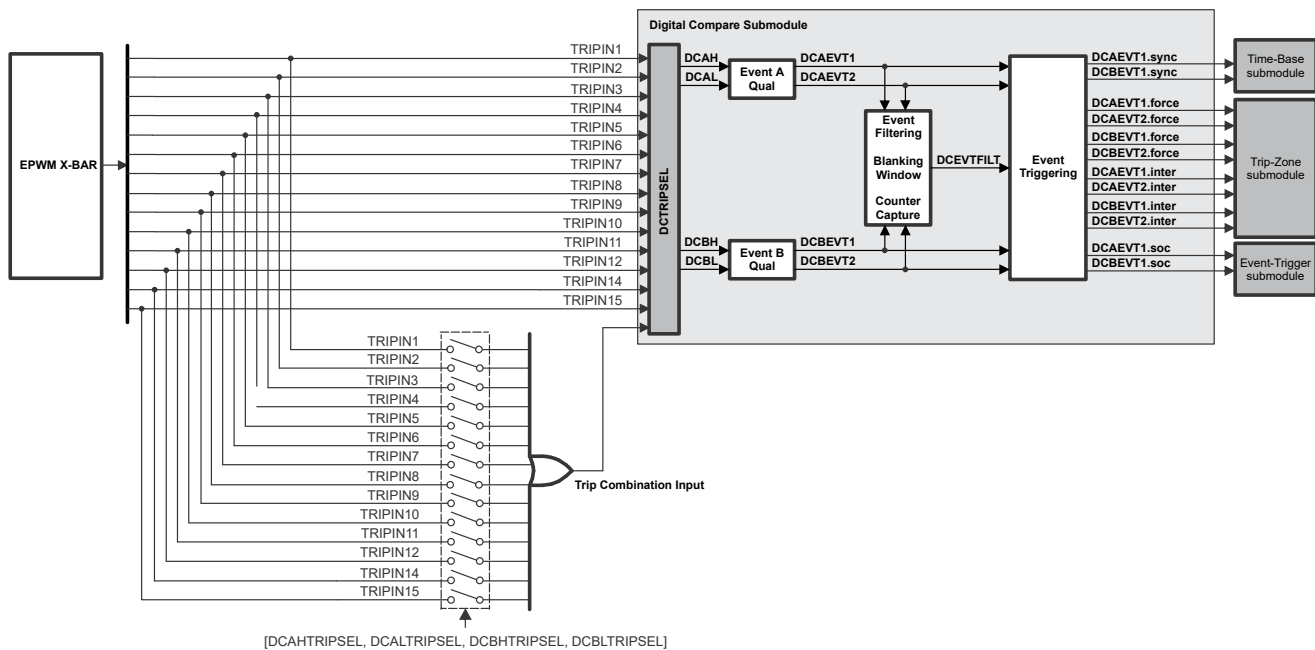 Digital Compare Submodule
EPWM X-BAR
TRIPIN1
TRIPIN2
TRIPIN3
TRIPIN4
TRIPIN5
TRIPIN6
TRIPIN7
TRIPIN8
TRIPIN9
TRIPIN10
TRIPIN11
TRIPIN12
TRIPIN14
TRIPIN15
DCTRIPSEL
DCAH
DCAL
Event A
Qual
DCAEVT1
DCAEVT2
DCBH
DCBL
Event B
Qual
DCBEVT1
DCBEVT2
Event
Filtering
Blanking
Window
Counter
Capture
DCEVTFILT
Event
Triggering
DCAEVT1.sync
DCBEVT1.sync
DCAEVT1.force
DCAEVT2.force
DCBEVT1.force
DCBEVT2.force
DCAEVT1.inter
DCAEVT2.inter
DCBEVT1.inter
DCBEVT2.inter
DCAEVT1.soc
DCBEVT1.soc
Time-Base
submodule
Trip-Zone
submodule
Event-Trigger
submodule
TRIPIN1
TRIPIN2
TRIPIN3
TRIPIN4
TRIPIN5
TRIPIN6
TRIPIN7
TRIPIN8
TRIPIN9
TRIPIN10
TRIPIN11
TRIPIN12
TRIPIN14
TRIPIN15
Trip Combination Input
[DCAHTRIPSEL, DCALTRIPSEL, DCBHTRIPSEL, DCBLTRIPSEL]